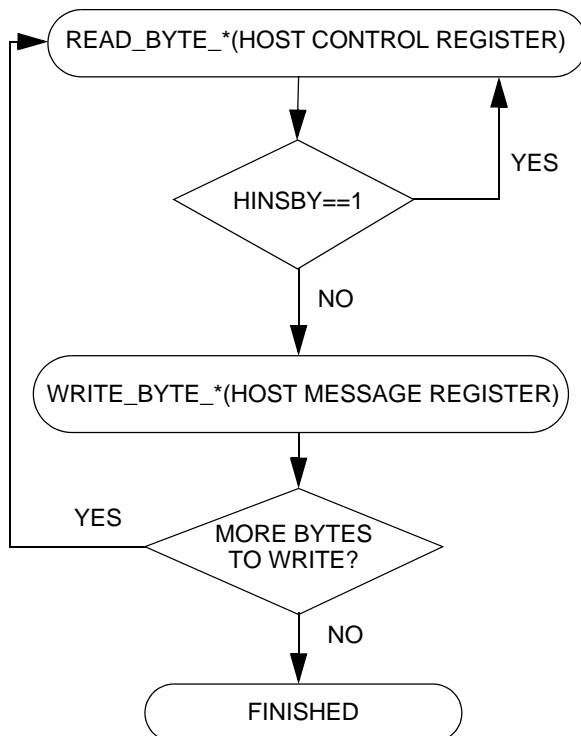 READ_BYTE_*(HOST CONTROL REGISTER)
YES
HINSBY==1
NO
WRITE_BYTE_*(HOST MESSAGE REGISTER)
YES
MORE BYTES
TO WRITE?
NO
FINISHED